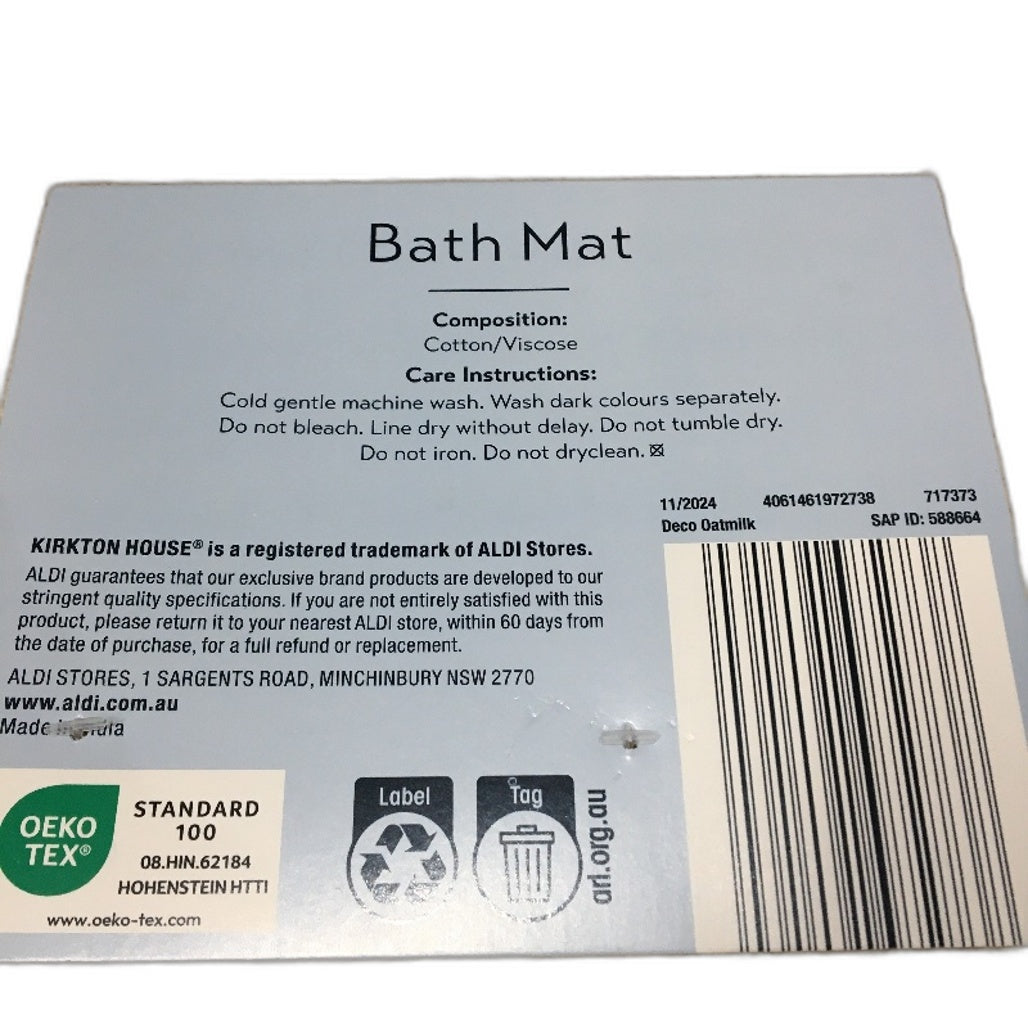 Bath Mat
Composition:
Cotton/Viscose
Care Instructions:
Cold gentle machine wash. Wash dark colours separately.
Do not bleach. Line dry without delay. Do not tumble dry.
Do not iron. Do not dryclean.
11/2024 4061461972738 717373
Deco Oatmilk SAP ID: 588664
KIRKTON HOUSE® is a registered trademark of ALDI Stores.
ALDI guarantees that our exclusive brand products are developed to our
stringent quality specifications. If you are not entirely satisfied with this
product, please return it to your nearest ALDI store, within 60 days from
the date of purchase, for a full refund or replacement.
ALDI STORES, 1 SARGENTS ROAD, MINCHINBURY NSW 2770
www.aldi.com.au
Made in India
OEKO
TEX®
STANDARD
100
08.HIN.62184
HOHENSTEIN HTTI
www.oeko-tex.com
Label
Tag
arl.org.au